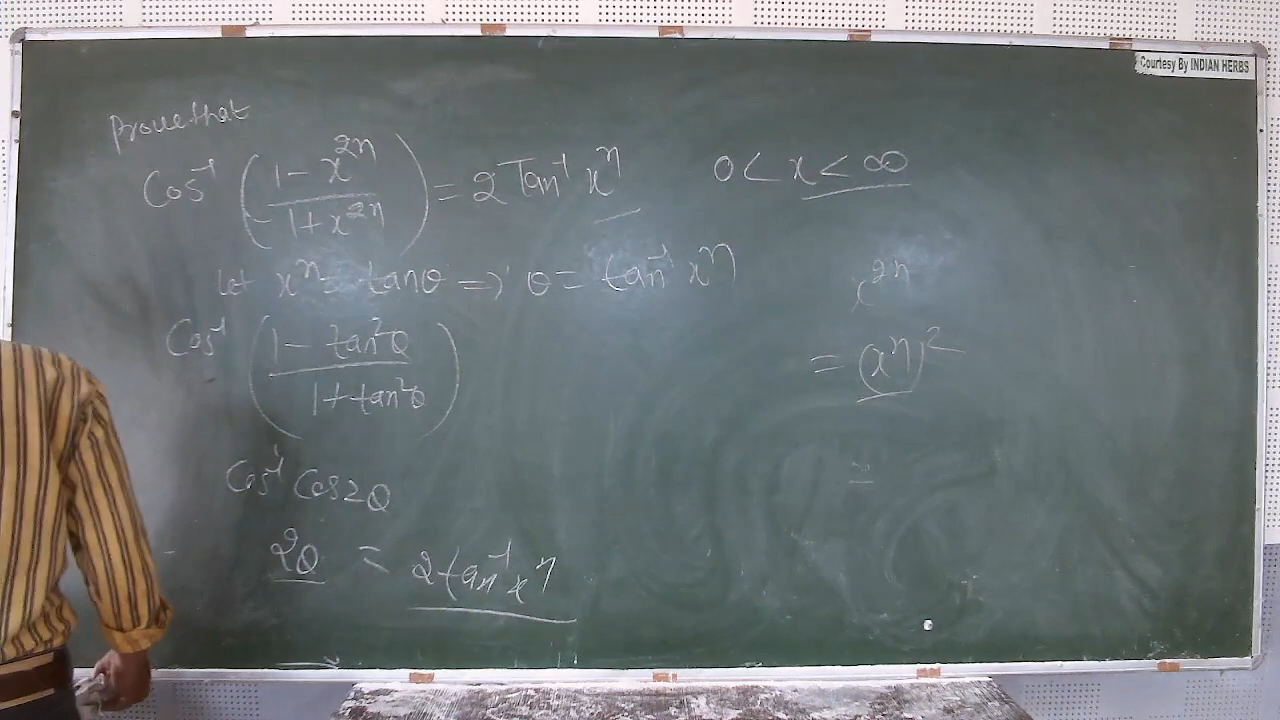 Courtesy By INDIAN HERBS
Prove that
Cos⁻¹ ((1 - x²ⁿ)/(1 + x²ⁿ)) = 2 Tan⁻¹ xⁿ 0 < x < ∞
Let xⁿ = tanθ => θ = tan⁻¹ xⁿ
x²ⁿ
Cos⁻¹ ((1 - tan²θ)/(1 + tan²θ))
= (xⁿ)²
Cos⁻¹ Cos2θ
=
2θ = 2tan⁻¹ xⁿ